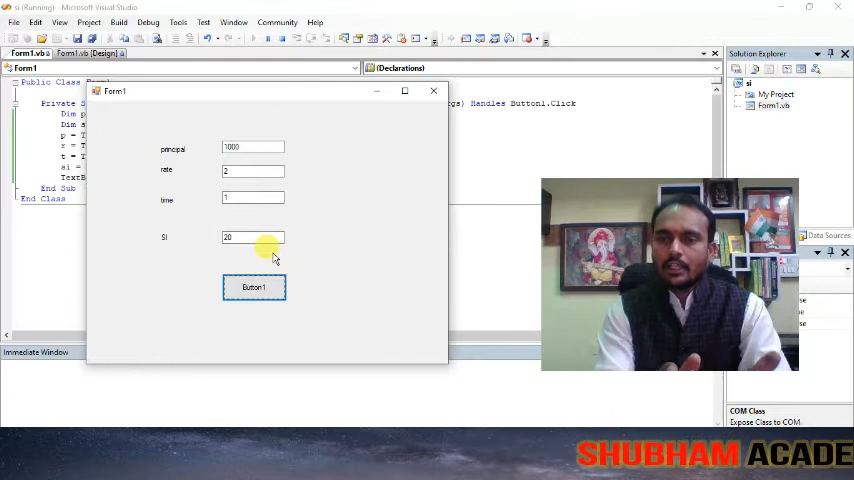 si (Running) - Microsoft Visual Studio
File Edit View Project Build Debug Data Tools Test Window Community Help
Form1.vb Form1.vb [Design]
Form1 (Declarations)
Solution Explorer
si
My Project
Form1.vb
Public Class
Private S gs) Handles Button1.Click
Dim p
Dim s
p = T
r = T
t = T
si =
TextB
End Sub
End Class
Form1
principal 1000
rate 2
time 1
SI 20
Button1
Data Sources
Immediate Window
COM Class
Expose Class to COM.
SHUBHAM ACADE